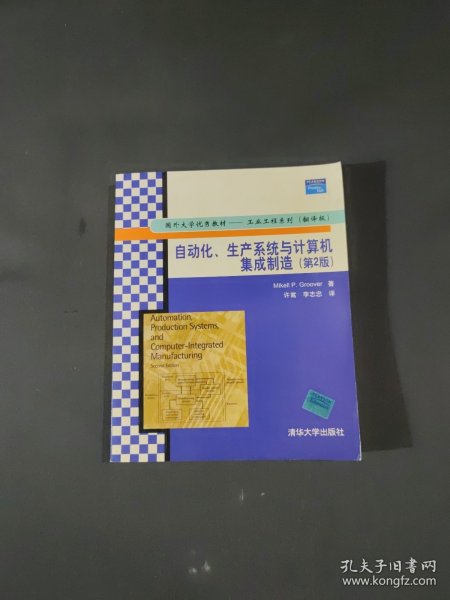 国外大学优秀教材——工业工程系列（翻译版）
自动化、生产系统与计算机
集成制造（第2版）
Mikell P. Groover 著
许嵩 李志忠 译
Automation,
Production Systems,
and
Computer-Integrated
Manufacturing
Second Edition
清华大学出版社
孔夫子旧书网
www.kongfz.com